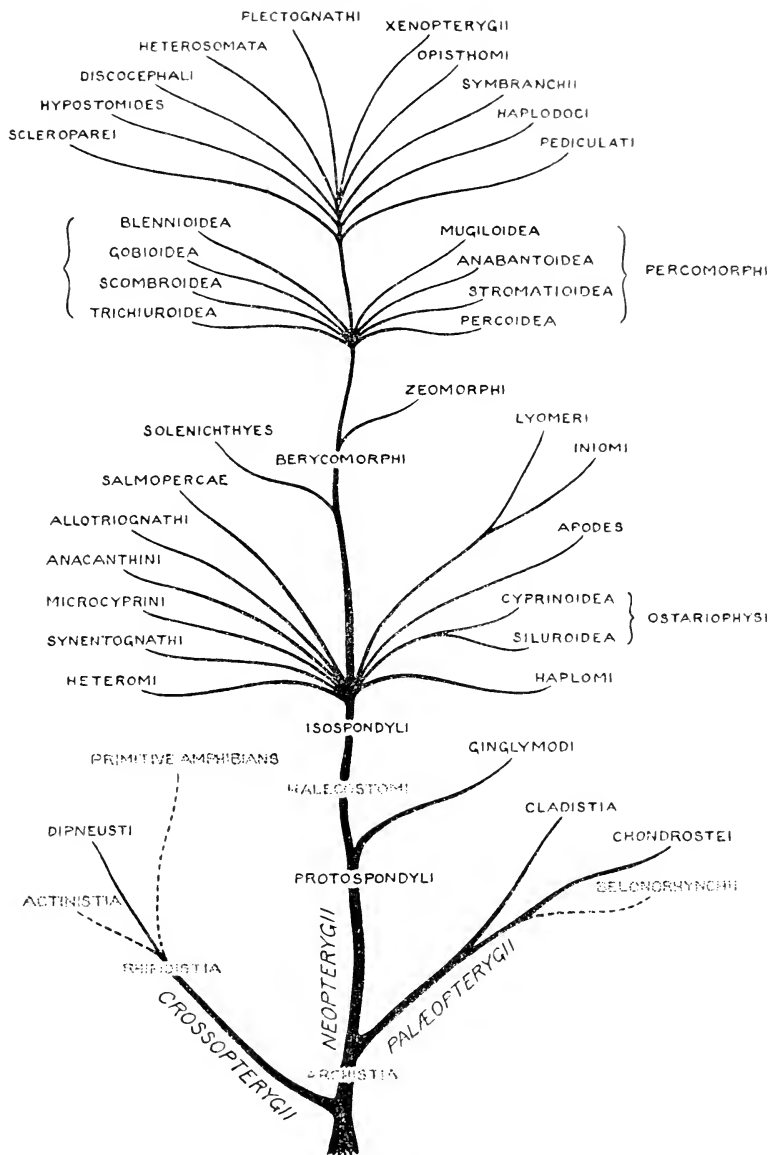 PLECTOGNATHI
XENOPTERYGII
HETEROSOMATA
OPISTHOMI
DISCOCEPHALI
SYMBRANCHII
HYPOSTOMIDES
HAPLODOCI
SCLEROPAREI
PEDICULATI
BLENNIOIDEA
MUGILOIDEA
GOBIOIDEA
ANABANTOIDEA
PERCOMORPHI
SCOMBROIDEA
STROMATIOIDEA
TRICHIUROIDEA
PERCOIDEA
ZEOMORPHI
LYOMERI
SOLENICHTHYES
INIOMI
BERYCOMORPHI
SALMOPERCAE
ALLOTRIOGNATHI
APODES
ANACANTHINI
CYPRINOIDEA
MICROCYPRINI
OSTARIOPHYSI
SYNENTOGNATHI
SILUROIDEA
HETEROMI
HAPLOMI
ISOSPONDYLI
GINGLYMODI
PRIMITIVE AMPHIBIANS
HALECOSTOMI
CLADISTIA
DIPNEUSTI
CHONDROSTEI
PROTOSPONDYLI
BELONORHYNCHII
ACTINISTIA
RHIPIDISTIA
NEOPTERYGII
PALÆOPTERYGII
CROSSOPTERYGII
ARCHISTIA